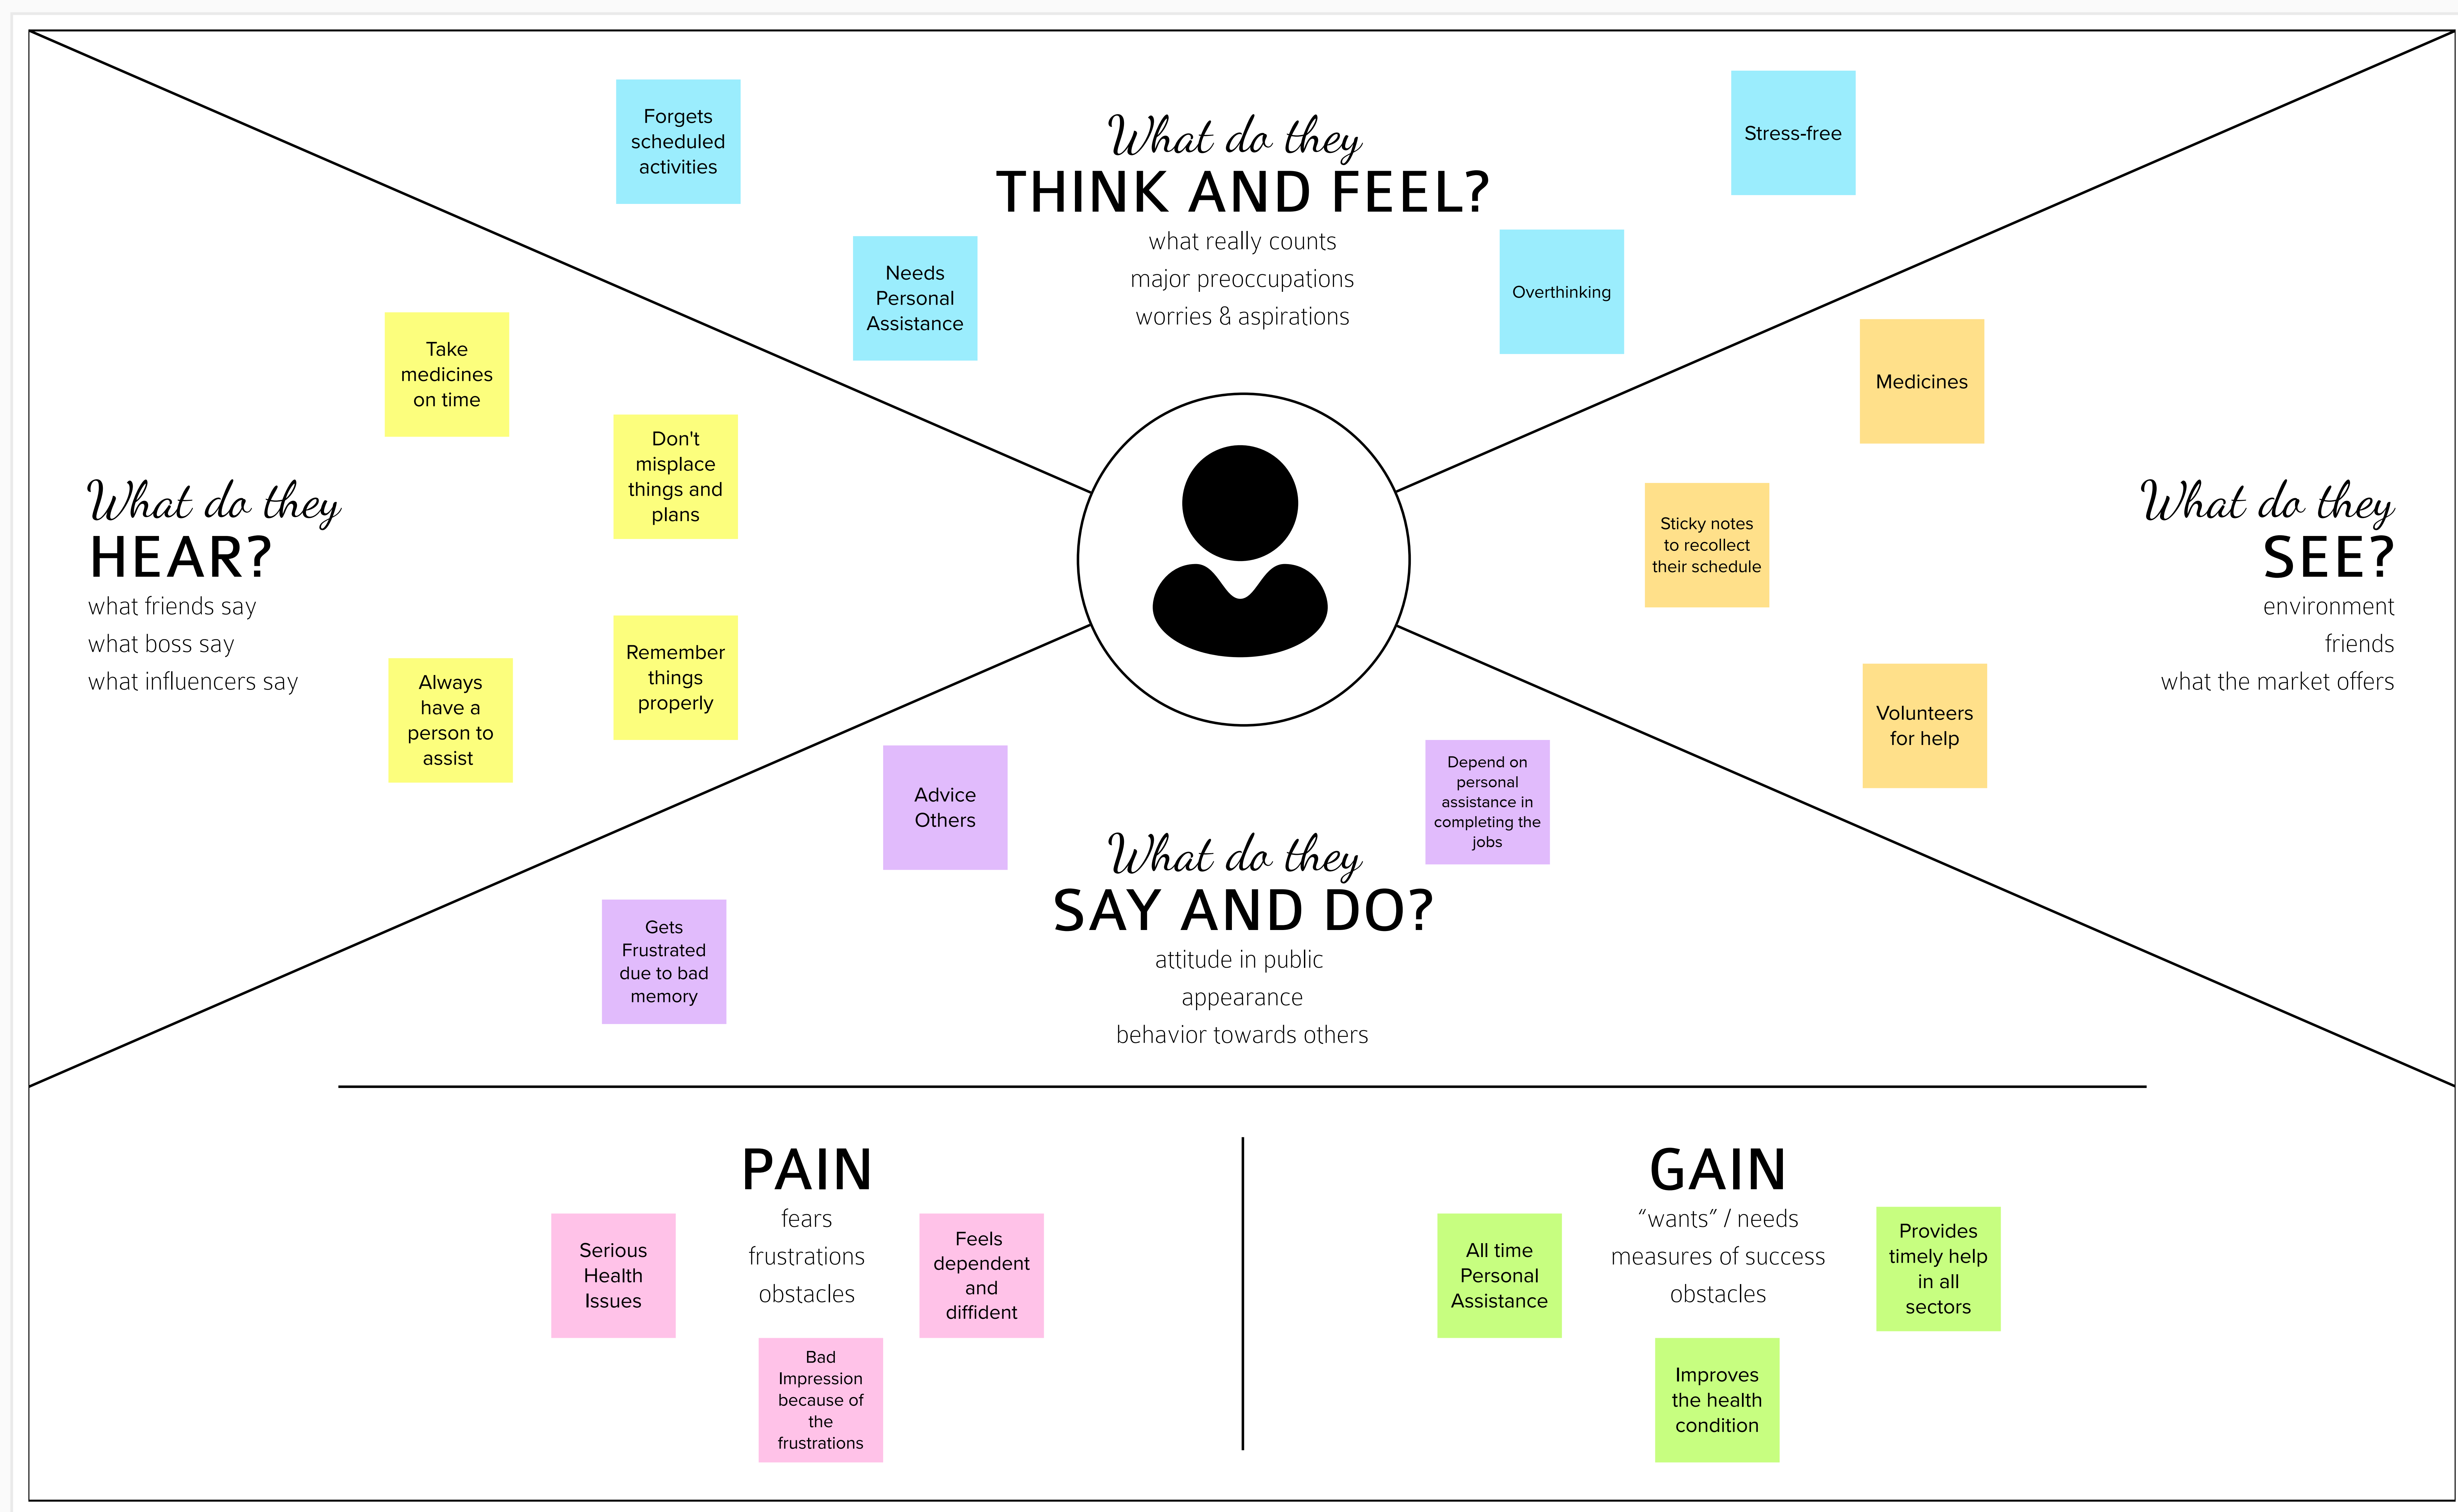 Forgets
scheduled
activities
Needs
Personal
Assistance
What do they
THINK AND FEEL?
what really counts
major preoccupations
worries & aspirations
Stress-free
Overthinking
What do they
HEAR?
what friends say
what boss say
what influencers say
Take
medicines
on time
Don't
misplace
things and
plans
Remember
things
properly
Always
have a
person to
assist
Medicines
Sticky notes
to recollect
their schedule
Volunteers
for help
What do they
SEE?
environment
friends
what the market offers
Advice
Others
Gets
Frustrated
due to bad
memory
What do they
SAY AND DO?
attitude in public
appearance
behavior towards others
Depend on
personal
assistance in
completing the
jobs
PAIN
fears
frustrations
obstacles
Serious
Health
Issues
Feels
dependent
and
diffident
Bad
Impression
because of
the
frustrations
GAIN
“wants” / needs
measures of success
obstacles
All time
Personal
Assistance
Provides
timely help
in all
sectors
Improves
the health
condition